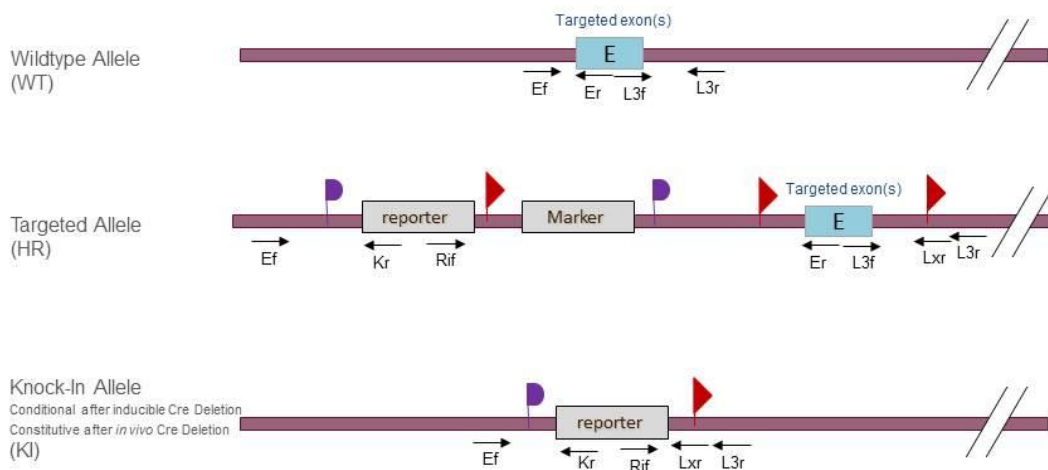 Targeted exon(s)
Wildtype Allele
(WT)
E
Ef
Er
L3f
L3r
Targeted exon(s)
Targeted Allele
(HR)
reporter
Marker
E
Ef
Kr
Rif
Er
L3f
Lxr
L3r
Knock-In Allele
Conditional after inducible Cre Deletion
Constitutive after in vivo Cre Deletion
(KI)
reporter
Ef
Kr
Rif
Lxr
L3r